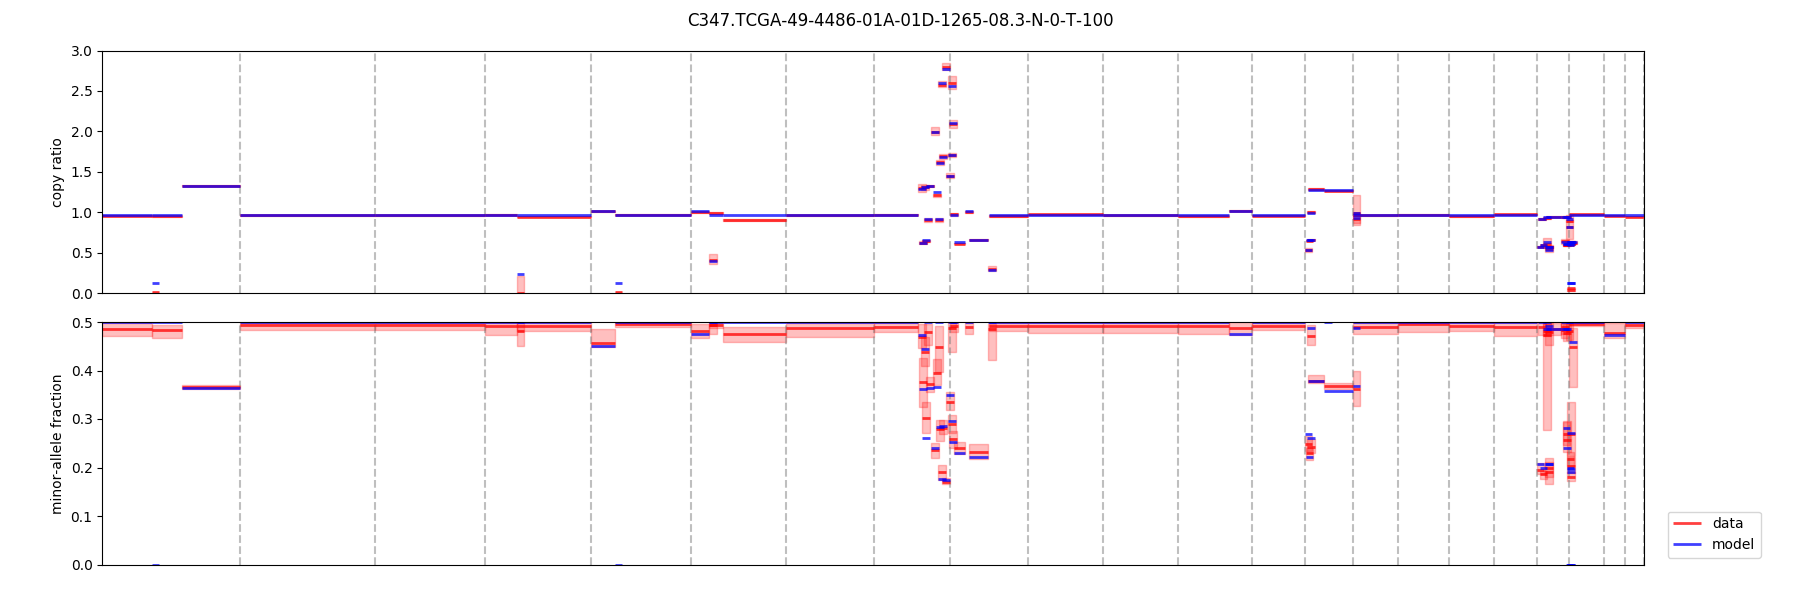 C347.TCGA-49-4486-01A-01D-1265-08.3-N-0-T-100
3.0
2.5
2.0
1.5
1.0
0.5
0.0
copy ratio
0.5
0.4
0.3
0.2
0.1
0.0
minor-allele fraction
data
model